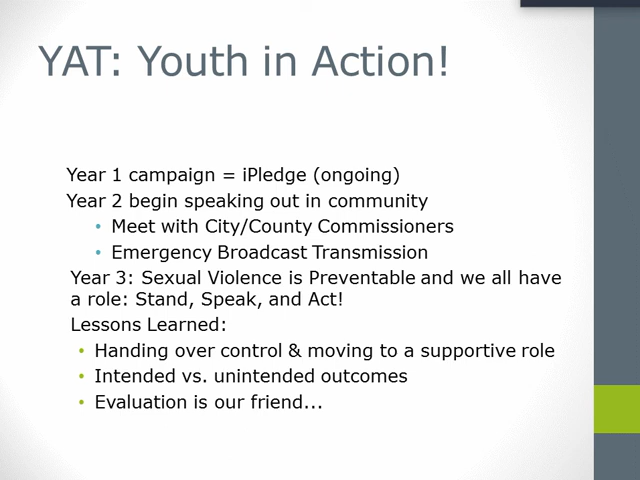 YAT: Youth in Action!
Year 1 campaign = iPledge (ongoing)
Year 2 begin speaking out in community
• Meet with City/County Commissioners
• Emergency Broadcast Transmission
Year 3: Sexual Violence is Preventable and we all have
a role: Stand, Speak, and Act!
Lessons Learned:
• Handing over control & moving to a supportive role
• Intended vs. unintended outcomes
• Evaluation is our friend...